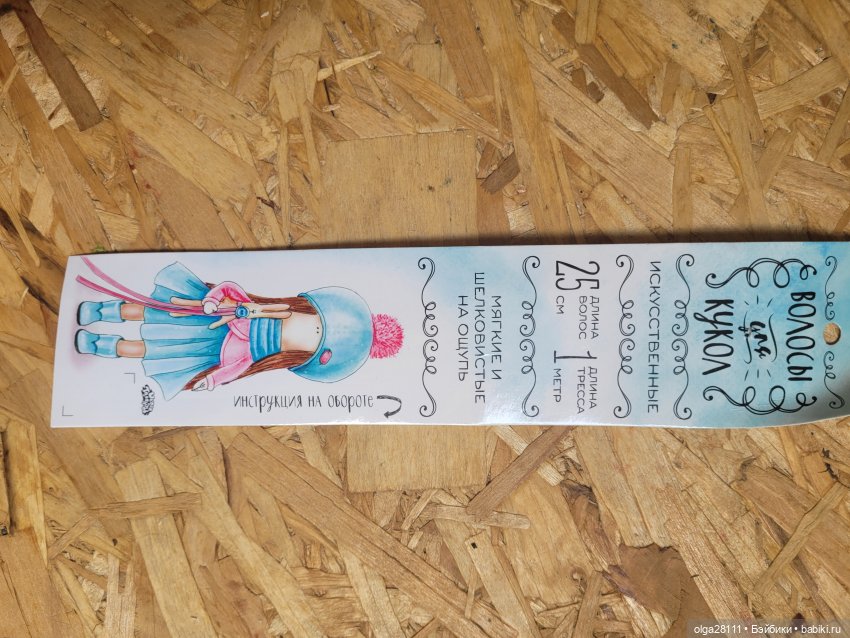 ВОЛОСЫ
для
КУКОЛ
ИСКУССТВЕННЫЕ
ДЛИНА
ВОЛОС
25
СМ
ДЛИНА
ТРЕССА
1
МЕТР
МЯГКИЕ И
ШЕЛКОВИСТЫЕ
НА ОЩУПЬ
ИНСТРУКЦИЯ НА ОБОРОТЕ
olga28111 • Бэйбики • babiki.ru